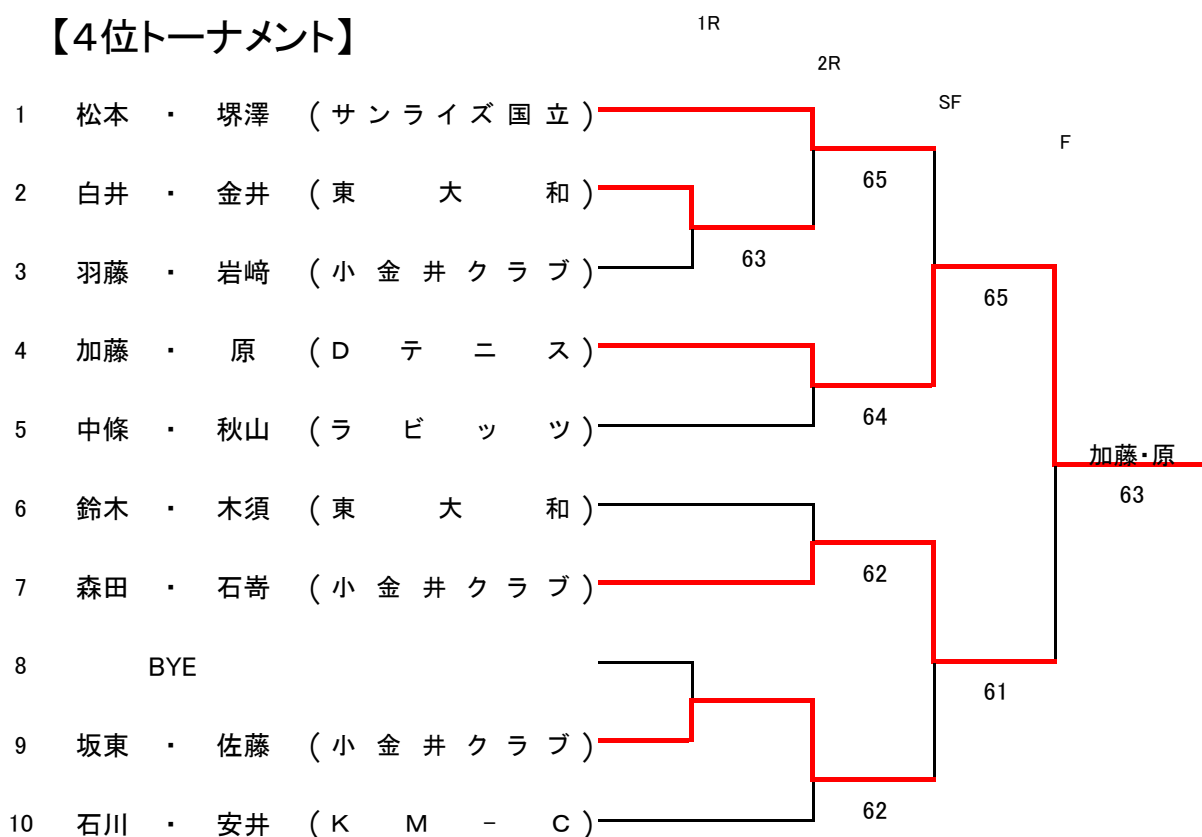 【４位トーナメント】
1R
2R
SF
F
1 松本 ・ 堺澤 (サンライズ国立)
65
2 白井 ・ 金井 (東大和)
63
3 羽藤 ・ 岩﨑 (小金井クラブ)
65
4 加藤 ・ 原 (Dテニス)
64
5 中條 ・ 秋山 (ラビッツ)
加藤・原
63
6 鈴木 ・ 木須 (東大和)
62
7 森田 ・ 石嵜 (小金井クラブ)
8 BYE
61
9 坂東 ・ 佐藤 (小金井クラブ)
62
10 石川 ・ 安井 (KM-C)